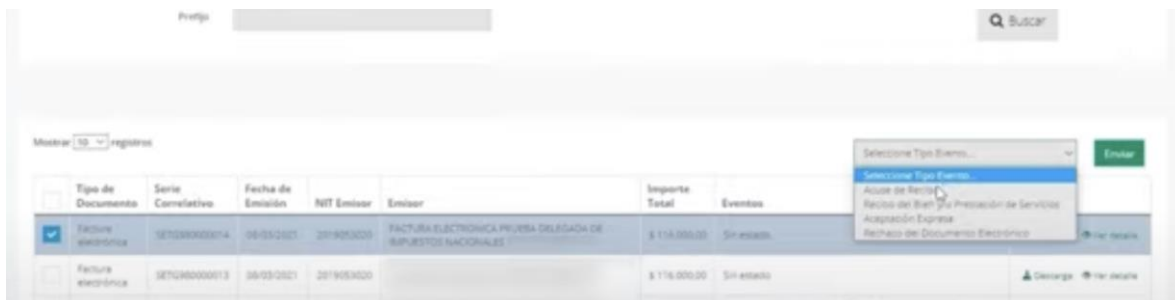 Prefijo
Buscar
Mostrar 10 registros
Seleccione Tipo Evento...
Enviar
Seleccione Tipo Evento...
Acuse de Recibo
Recibo del Bien y/o Prestación de Servicios
Aceptación Expresa
Rechazo del Documento Electrónico
Tipo de Documento Serie Correlativo Fecha de Emisión NIT Emisor Emisor Importe Total Eventos
Factura electrónica 08/03/2021 2019053020 FACTURA ELECTRONICA PRUEBA DELEGADA DE IMPUESTOS NACIONALES $ 116.000,00 Sin estado. Ver detalle
Factura electrónica 08/03/2021 2019053020 $ 116.000,00 Sin estado. Descarga Ver detalle